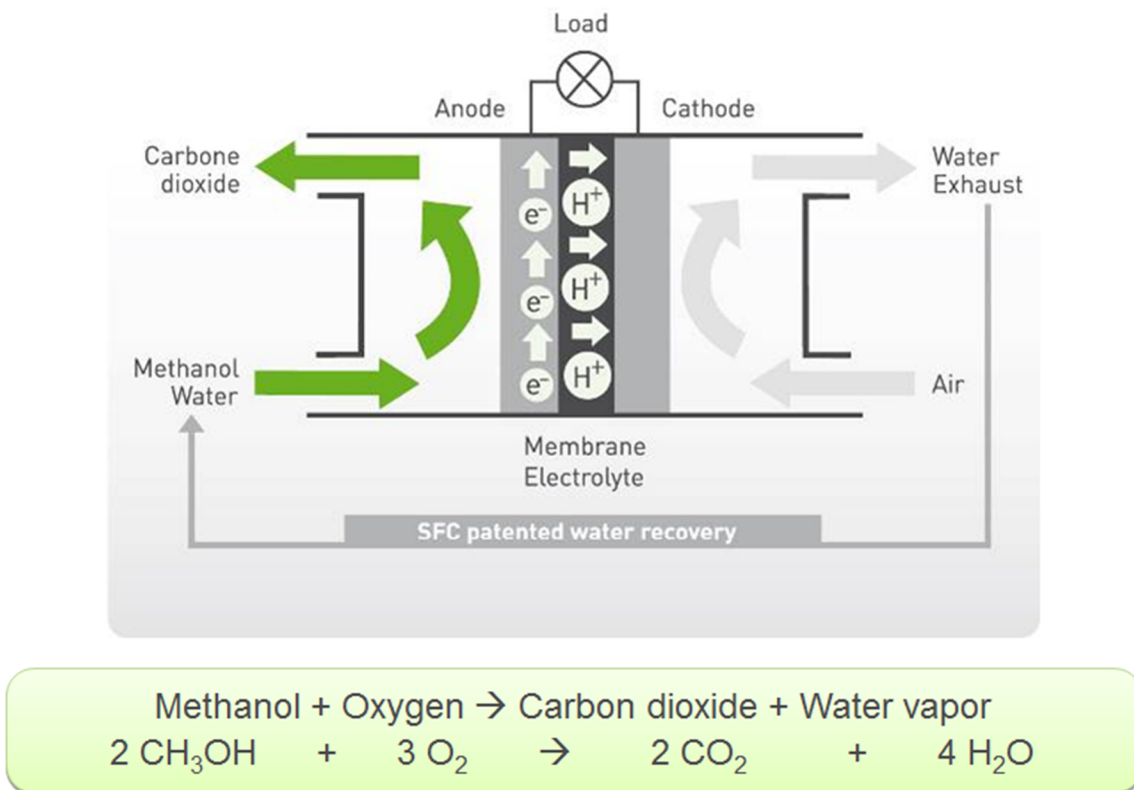 Load
Anode
Cathode
Carbone
dioxide
Water
Exhaust
e⁻
H⁺
e⁻
H⁺
e⁻
H⁺
Methanol
Water
Air
Membrane
Electrolyte
SFC patented water recovery
Methanol + Oxygen → Carbon dioxide + Water vapor
2 CH₃OH + 3 O₂ → 2 CO₂ + 4 H₂O